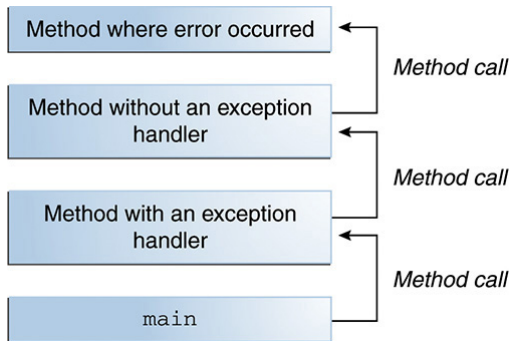 Method where error occurred
Method call
Method without an exception
handler
Method call
Method with an exception
handler
Method call
main